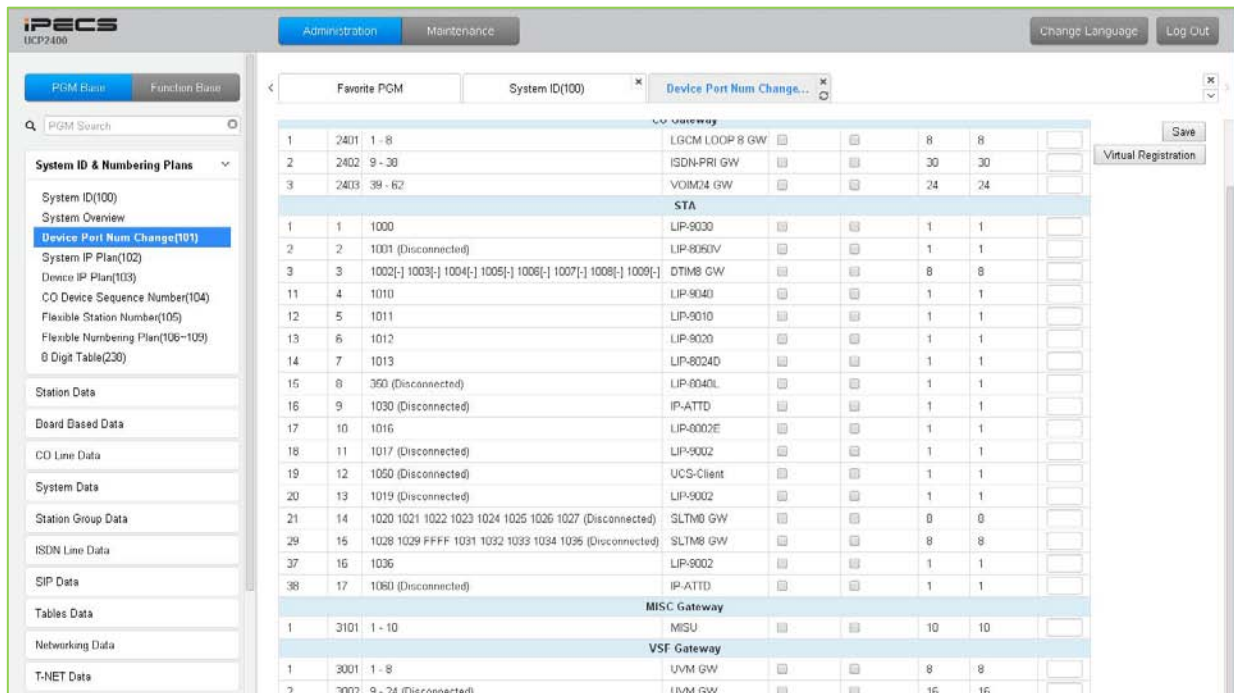 iPECS
UCP2400
Administration Maintenance Change Language Log Out
PGM Base Function Base
Favorite PGM System ID(100) Device Port Num Change...
PGM Search
System ID & Numbering Plans
System ID(100)
System Overview
Device Port Num Change(101)
System IP Plan(102)
Device IP Plan(103)
CO Device Sequence Number(104)
Flexible Station Number(105)
Flexible Numbering Plan(106~109)
8 Digit Table(238)
Station Data
Board Based Data
CO Line Data
System Data
Station Group Data
ISDN Line Data
SIP Data
Tables Data
Networking Data
T-NET Data
CO Gateway
1 2401 1 - 8 LGCM LOOP 8 GW 8 8
2 2402 9 - 38 ISDN-PRI GW 30 30
3 2403 39 - 62 VOIM24 GW 24 24
STA
1 1 1000 LIP-9030 1 1
2 2 1001 (Disconnected) LIP-8050V 1 1
3 3 1002[-] 1003[-] 1004[-] 1005[-] 1006[-] 1007[-] 1008[-] 1009[-] DTIM8 GW 8 8
11 4 1010 LIP-9040 1 1
12 5 1011 LIP-9010 1 1
13 6 1012 LIP-9020 1 1
14 7 1013 LIP-8024D 1 1
15 8 350 (Disconnected) LIP-8040L 1 1
16 9 1030 (Disconnected) IP-ATTD 1 1
17 10 1016 LIP-8002E 1 1
18 11 1017 (Disconnected) LIP-9002 1 1
19 12 1050 (Disconnected) UCS-Client 1 1
20 13 1019 (Disconnected) LIP-9002 1 1
21 14 1020 1021 1022 1023 1024 1025 1026 1027 (Disconnected) SLTM8 GW 8 8
29 15 1028 1029 FFFF 1031 1032 1033 1034 1035 (Disconnected) SLTM8 GW 8 8
37 16 1036 LIP-9002 1 1
38 17 1060 (Disconnected) IP-ATTD 1 1
MISC Gateway
1 3101 1 - 10 MISU 10 10
VSF Gateway
1 3001 1 - 8 UVM GW 8 8
2 3002 9 - 24 (Disconnected) UVM GW 16 16
Save
Virtual Registration